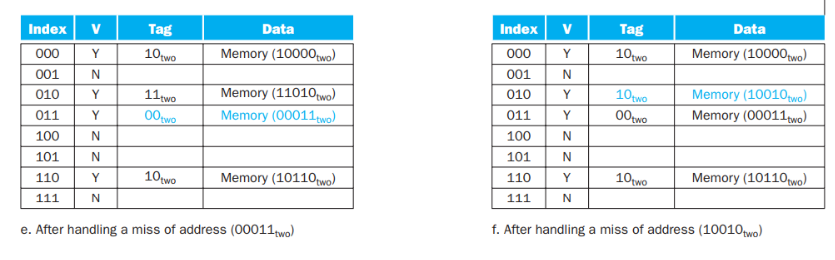 Index V Tag Data
000 Y 10two Memory (10000two)
001 N
010 Y 11two Memory (11010two)
011 Y 00two Memory (00011two)
100 N
101 N
110 Y 10two Memory (10110two)
111 N
e. After handling a miss of address (00011two)
Index V Tag Data
000 Y 10two Memory (10000two)
001 N
010 Y 10two Memory (10010two)
011 Y 00two Memory (00011two)
100 N
101 N
110 Y 10two Memory (10110two)
111 N
f. After handling a miss of address (10010two)